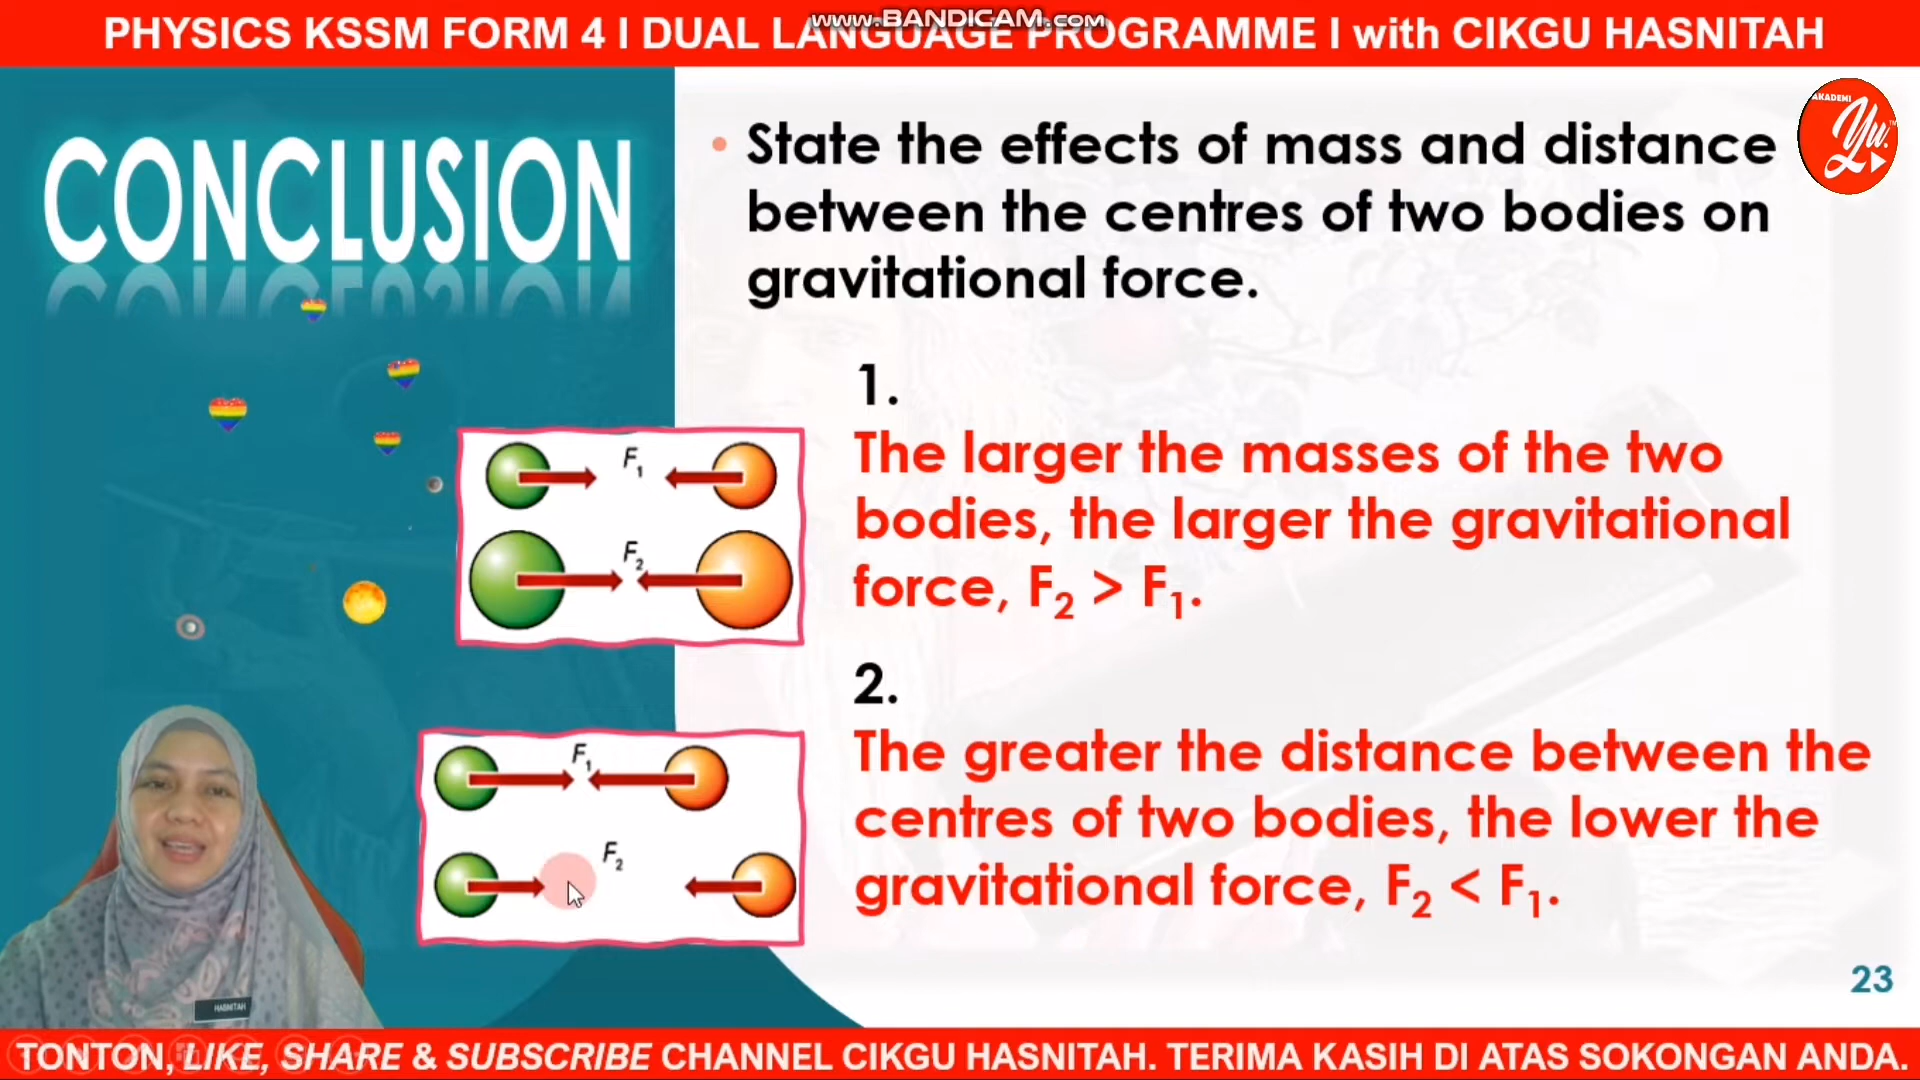 www.BANDICAM.com
PHYSICS KSSM FORM 4 I DUAL LANGUAGE PROGRAMME I with CIKGU HASNITAH
AKADEMI
Yu.
CONCLUSION
• State the effects of mass and distance
between the centres of two bodies on
gravitational force.
1.
The larger the masses of the two
bodies, the larger the gravitational
force, F₂ > F₁.
F₁
F₂
2.
The greater the distance between the
centres of two bodies, the lower the
gravitational force, F₂ < F₁.
F₁
F₂
HASNITAH
23
TONTON, LIKE, SHARE & SUBSCRIBE CHANNEL CIKGU HASNITAH. TERIMA KASIH DI ATAS SOKONGAN ANDA.